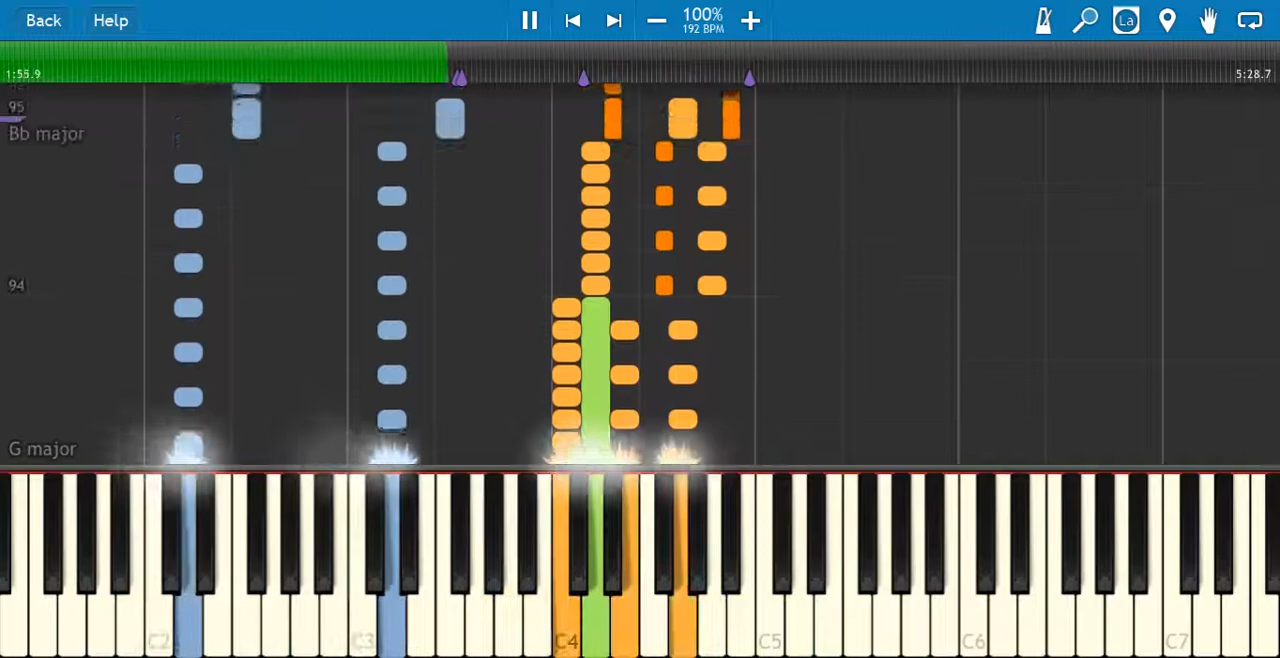 Back
Help
100%
192 BPM
La
1:55.9
5:28.7
95
Bb major
94
G major
C2
C3
C4
C5
C6
C7